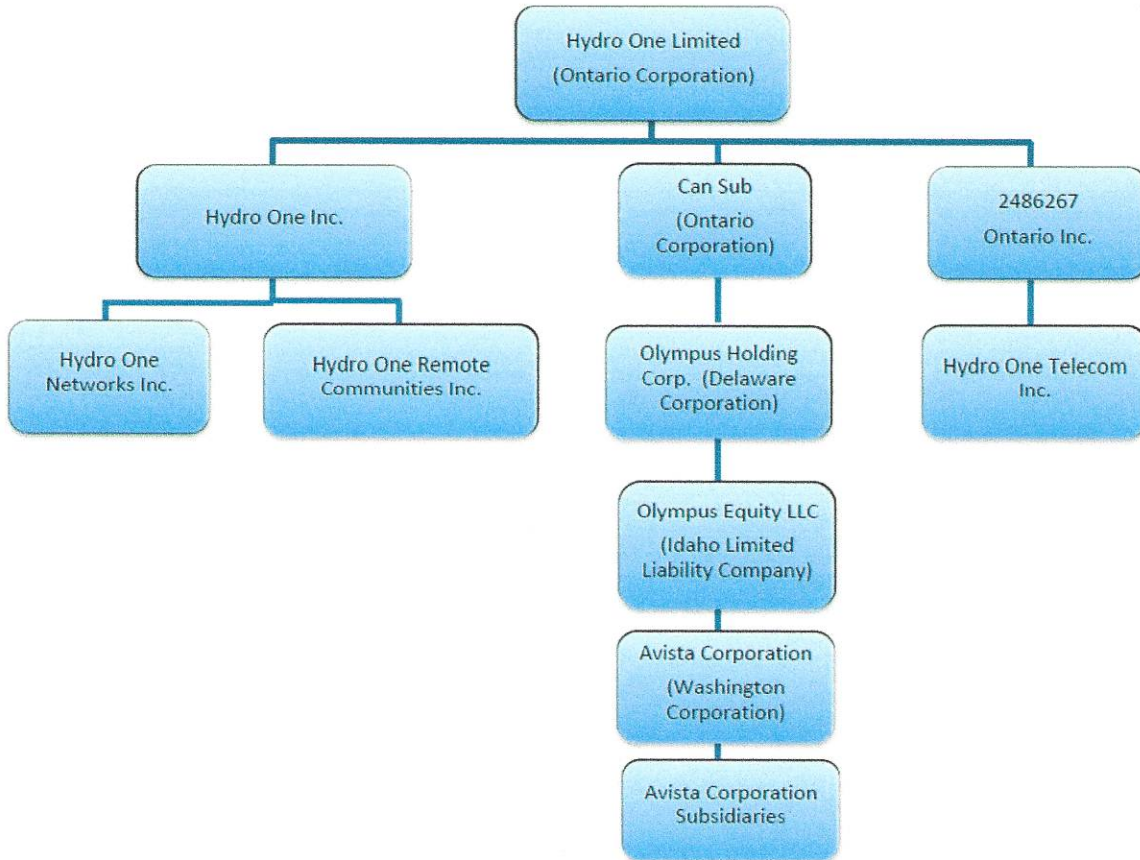 Hydro One Limited
(Ontario Corporation)
Hydro One Inc.
Can Sub
(Ontario
Corporation)
2486267
Ontario Inc.
Hydro One
Networks Inc.
Hydro One Remote
Communities Inc.
Olympus Holding
Corp. (Delaware
Corporation)
Hydro One Telecom
Inc.
Olympus Equity LLC
(Idaho Limited
Liability Company)
Avista Corporation
(Washington
Corporation)
Avista Corporation
Subsidiaries